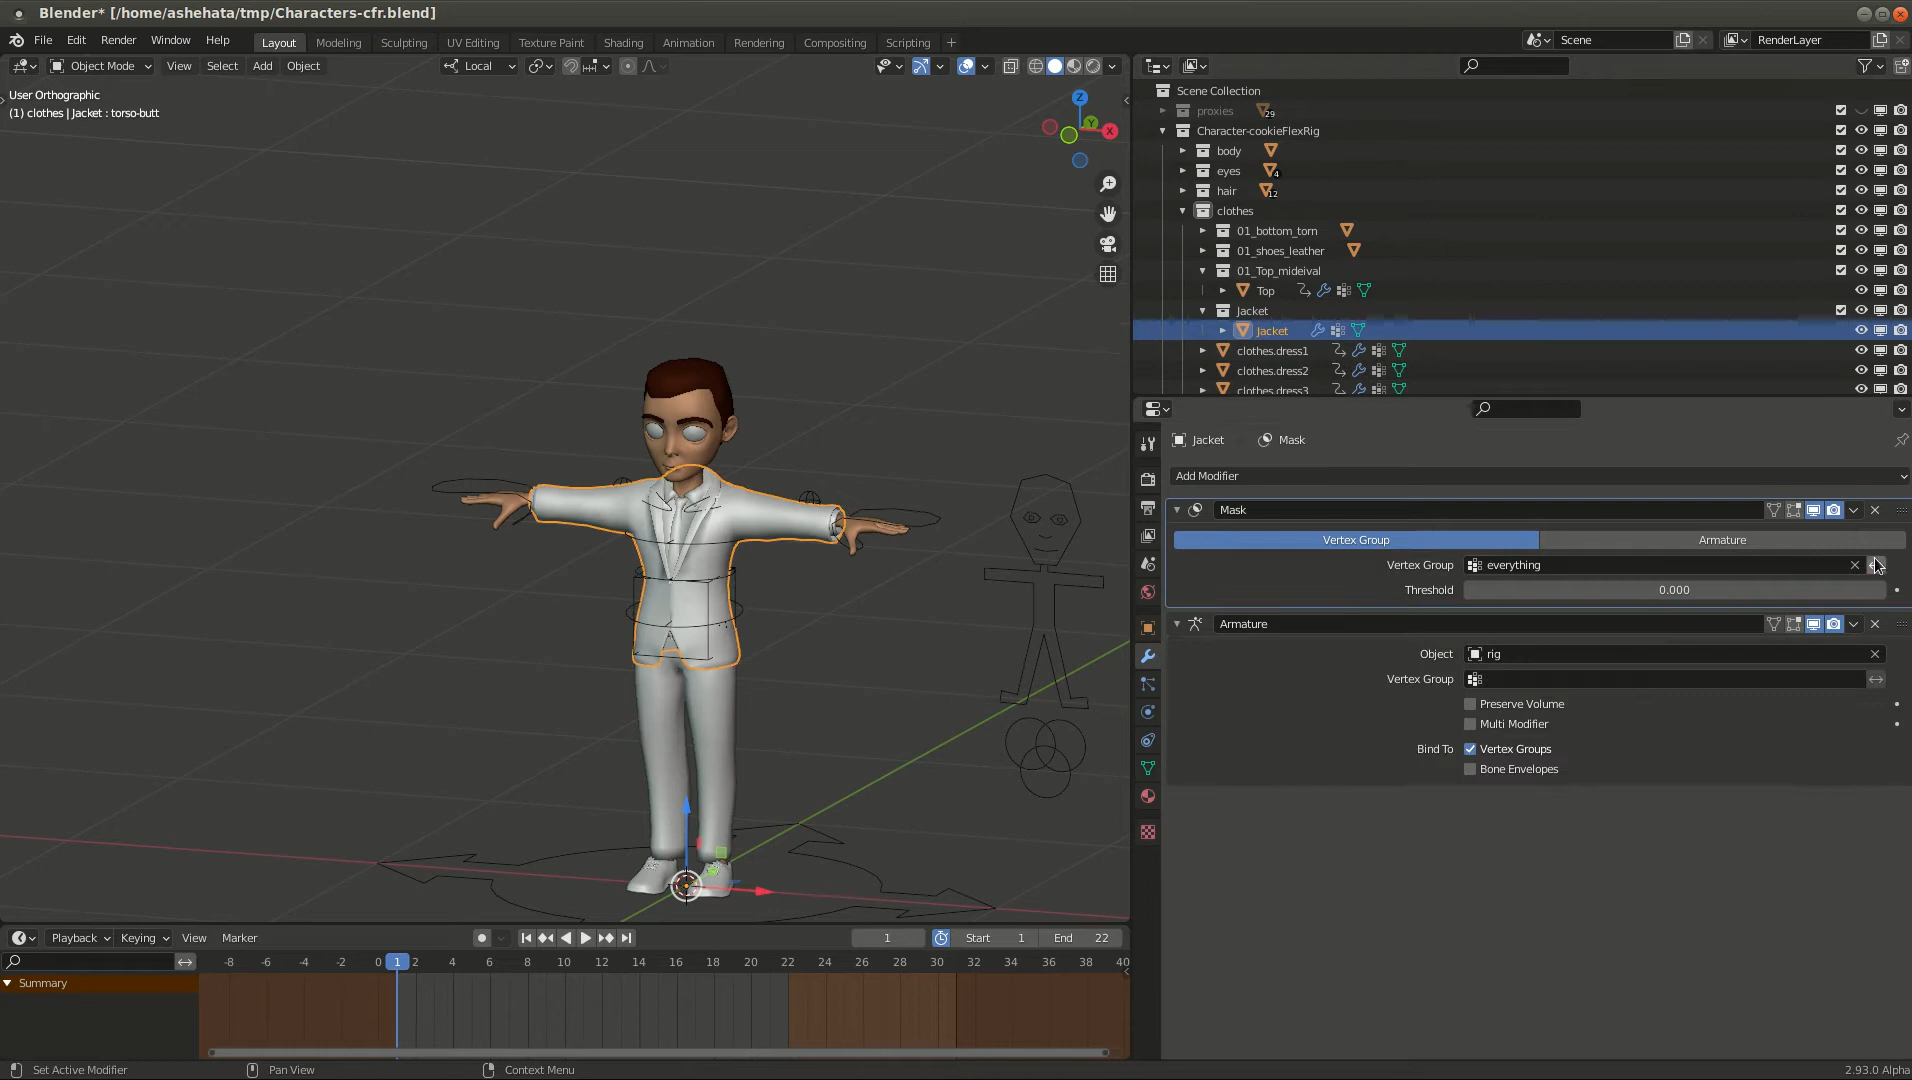 Blender* [/home/ashehata/tmp/Characters-cfr.blend]
File Edit Render Window Help
Layout Modeling Sculpting UV Editing Texture Paint Shading Animation Rendering Compositing Scripting +
Scene RenderLayer
Object Mode View Select Add Object Local
User Orthographic
(1) clothes | Jacket : torso-butt
Z
Y
X
Scene Collection
proxies 29
Character-cookieFlexRig
body
eyes 4
hair 12
clothes
01_bottom_torn
01_shoes_leather
01_Top_mideival
Top
Jacket
Jacket
clothes.dress1
clothes.dress2
clothes.dress3
Jacket Mask
Add Modifier
Mask
Vertex Group Armature
Vertex Group everything
Threshold 0.000
Armature
Object rig
Vertex Group
Preserve Volume
Multi Modifier
Bind To Vertex Groups
Bone Envelopes
Playback Keying View Marker 1 Start 1 End 22
-8 -6 -4 -2 0 1 2 4 6 8 10 12 14 16 18 20 22 24 26 28 30 32 34 36 38 40
Summary
Set Active Modifier Pan View Context Menu 2.93.0 Alpha